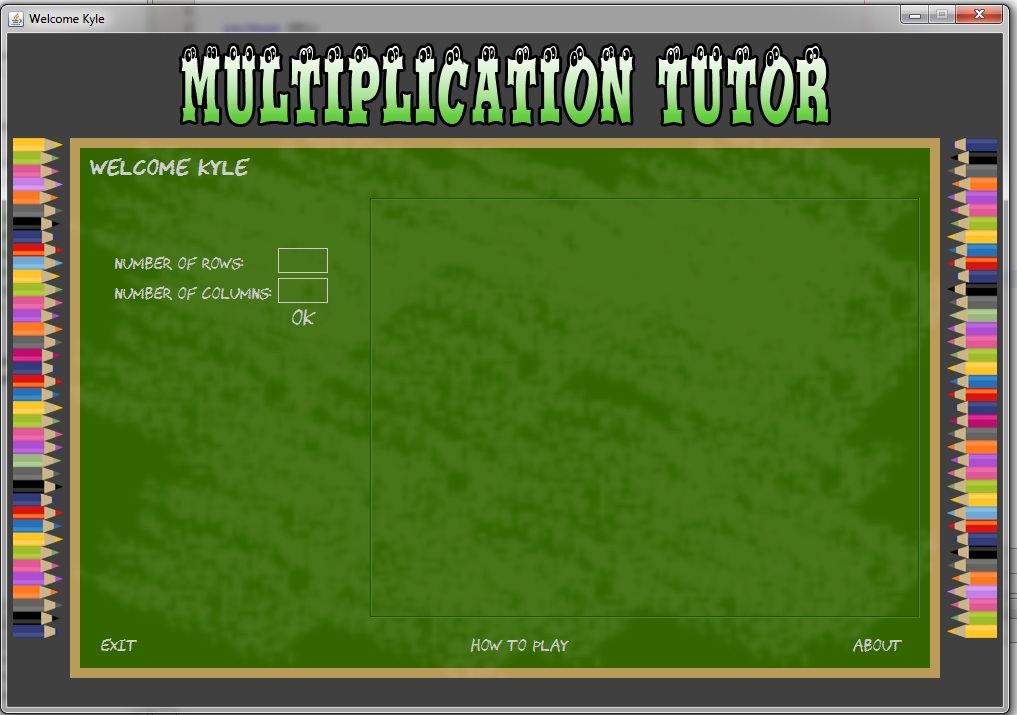 Welcome Kyle
MULTIPLICATION TUTOR
WELCOME KYLE
NUMBER OF ROWS:
NUMBER OF COLUMNS:
OK
EXIT
HOW TO PLAY
ABOUT